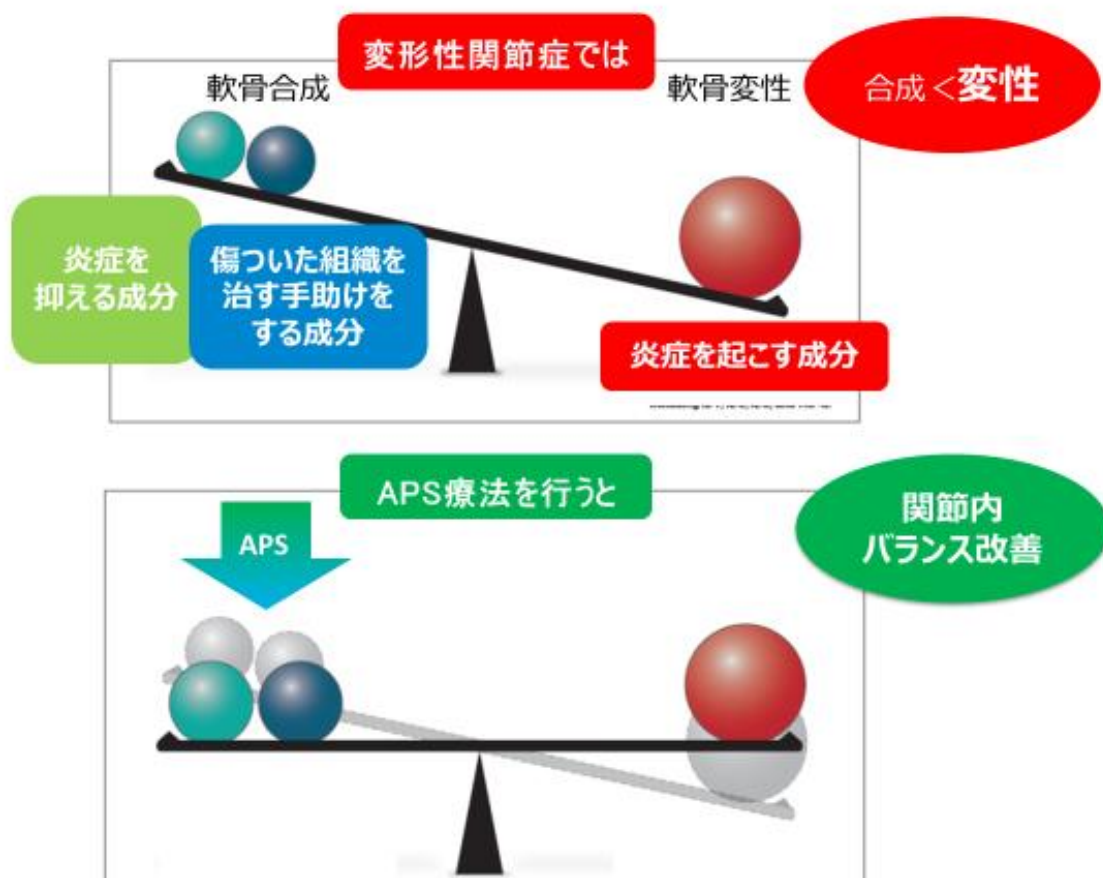 変形性関節症では
軟骨合成
軟骨変性
合成<変性
炎症を
抑える成分
傷ついた組織を
治す手助けを
する成分
炎症を起こす成分
APS療法を行うと
APS
関節内
バランス改善